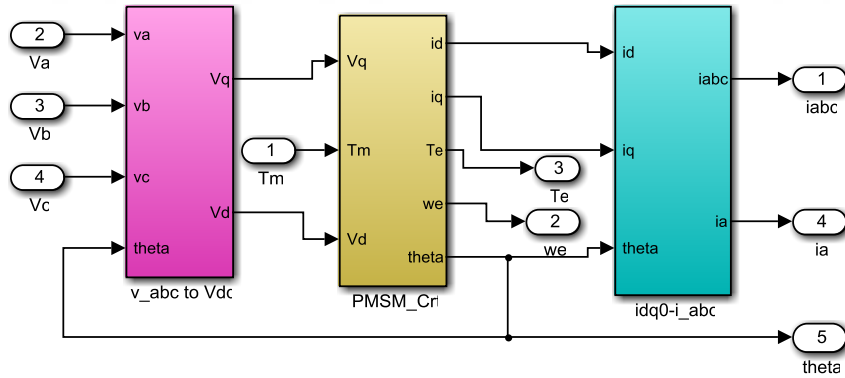 2
Va
3
Vb
4
Vc
va
vb
vc
theta
Vq
Vd
v_abc to Vdc
1
Tm
Vq
Tm
Vd
id
iq
Te
we
theta
PMSM_Crt
3
Te
2
we
id
iq
theta
iabc
ia
idq0-i_abc
1
iabc
4
ia
5
theta